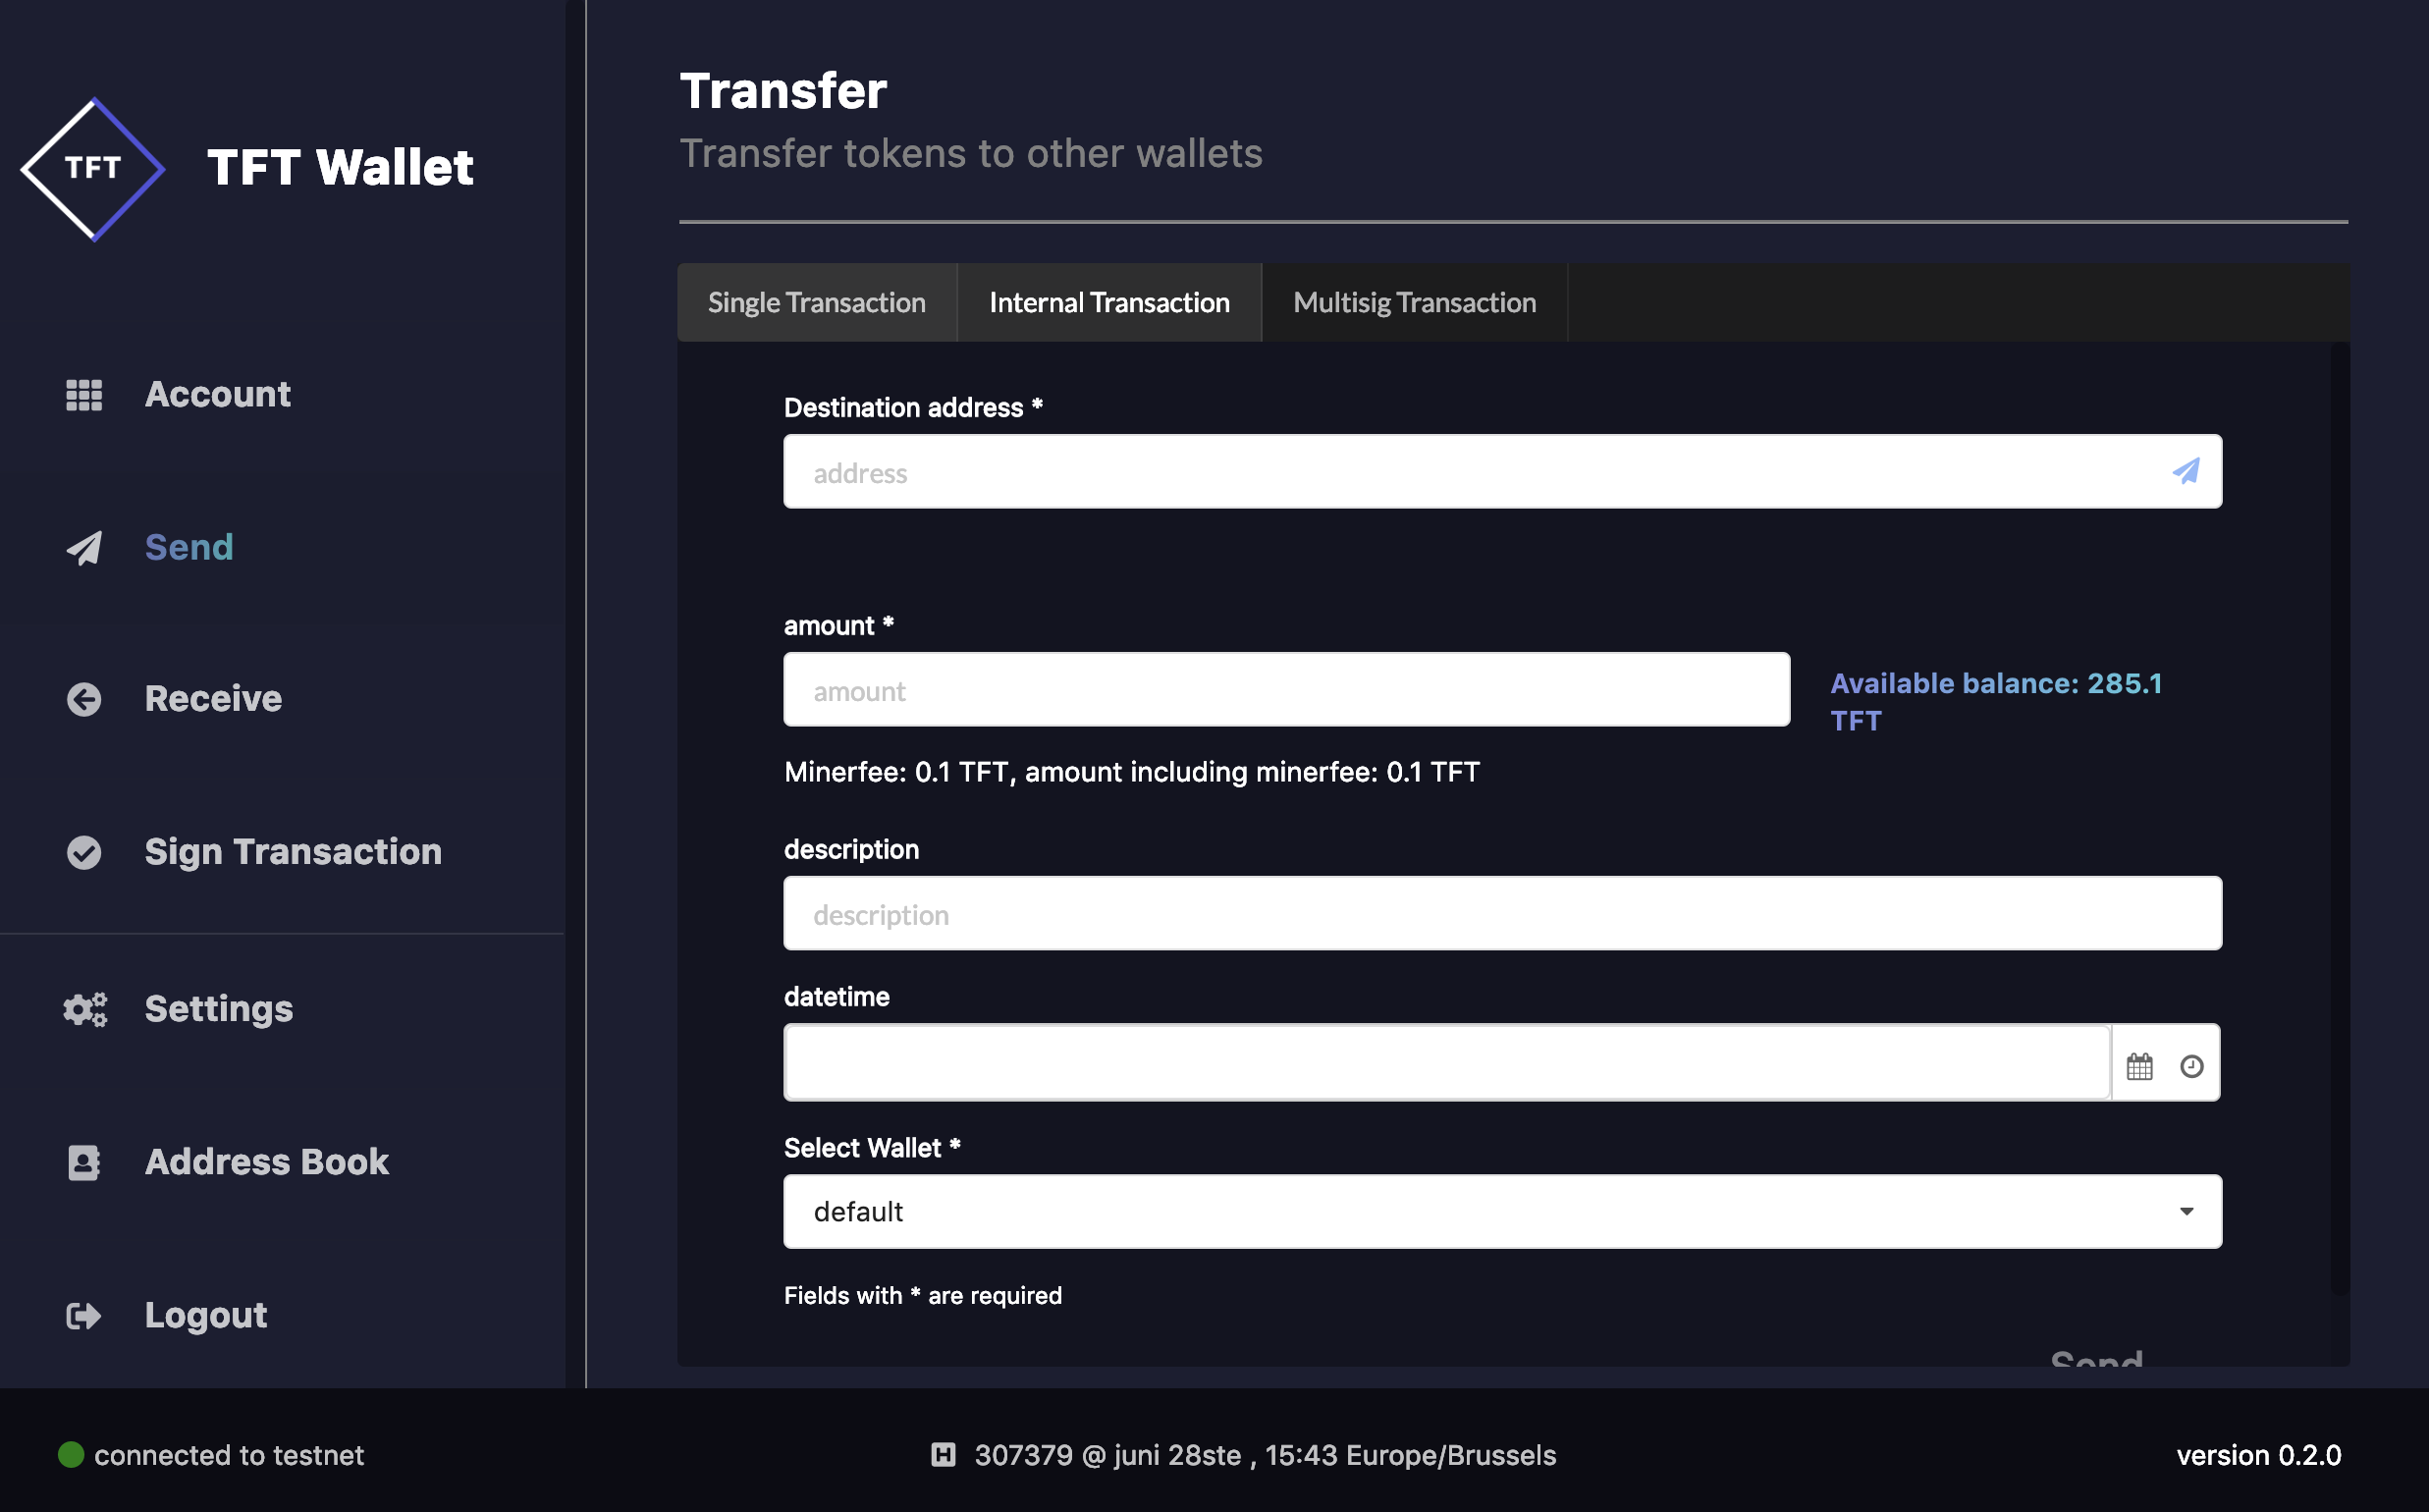 TFT
TFT Wallet
Account
Send
Receive
Sign Transaction
Settings
Address Book
Logout
Transfer
Transfer tokens to other wallets
Single Transaction
Internal Transaction
Multisig Transaction
Destination address *
address
amount *
amount
Available balance: 285.1
TFT
Minerfee: 0.1 TFT, amount including minerfee: 0.1 TFT
description
description
datetime
Select Wallet *
default
Fields with * are required
Send
connected to testnet
H 307379 @ juni 28ste , 15:43 Europe/Brussels
version 0.2.0